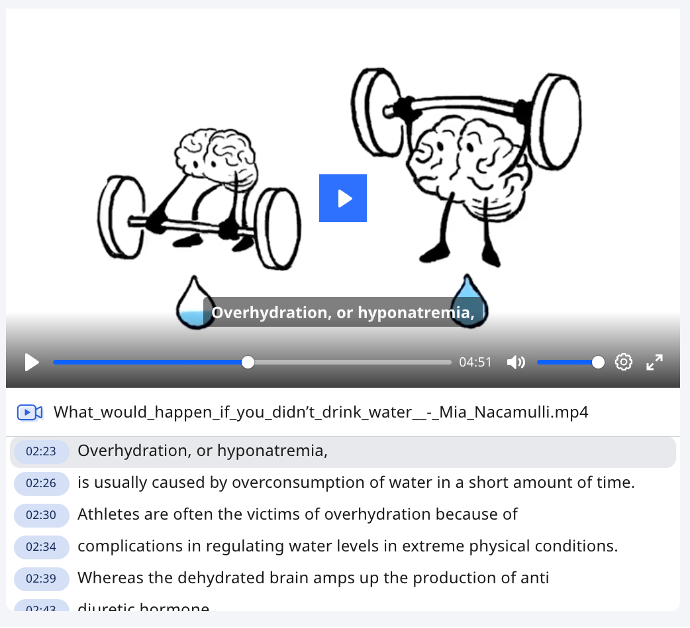 Overhydration, or hyponatremia,
04:51
What_would_happen_if_you_didn’t_drink_water__-_Mia_Nacamulli.mp4
02:23 Overhydration, or hyponatremia,
02:26 is usually caused by overconsumption of water in a short amount of time.
02:30 Athletes are often the victims of overhydration because of
02:34 complications in regulating water levels in extreme physical conditions.
02:39 Whereas the dehydrated brain amps up the production of anti
02:43 diuretic hormone